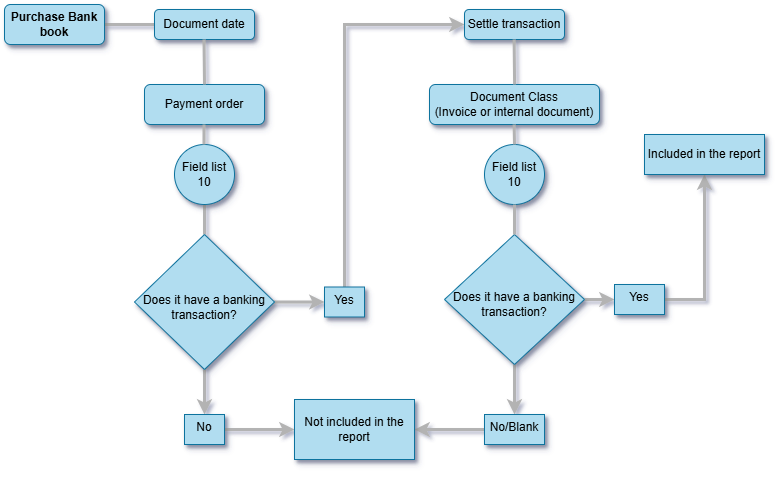 Purchase Bank
book
Document date
Payment order
Field list
10
Does it have a banking
transaction?
Yes
No
Settle transaction
Document Class
(Invoice or internal document)
Field list
10
Does it have a banking
transaction?
Yes
Included in the report
No/Blank
Not included in the
report